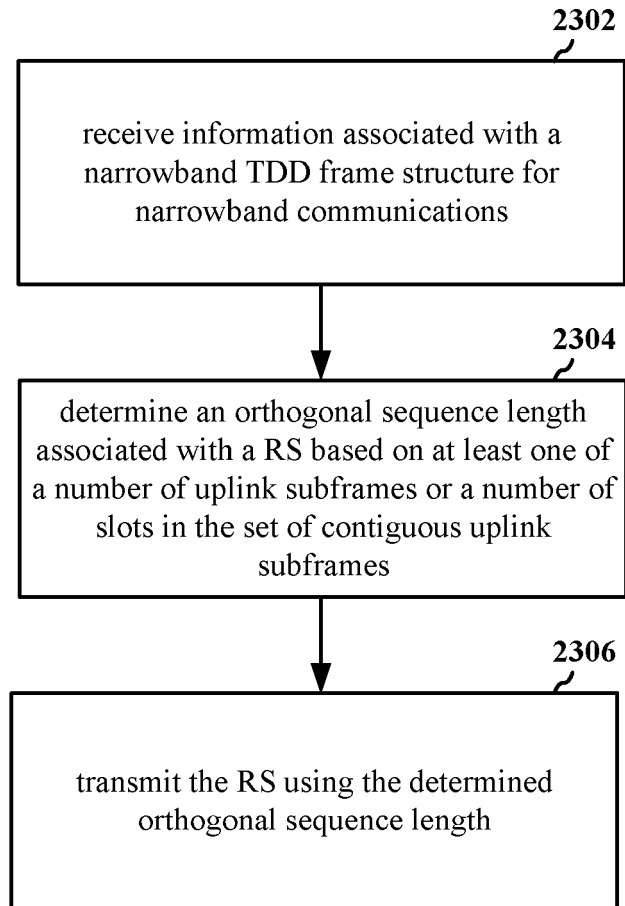 2302
receive information associated with a
narrowband TDD frame structure for
narrowband communications
2304
determine an orthogonal sequence length
associated with a RS based on at least one of
a number of uplink subframes or a number of
slots in the set of contiguous uplink
subframes
2306
transmit the RS using the determined
orthogonal sequence length